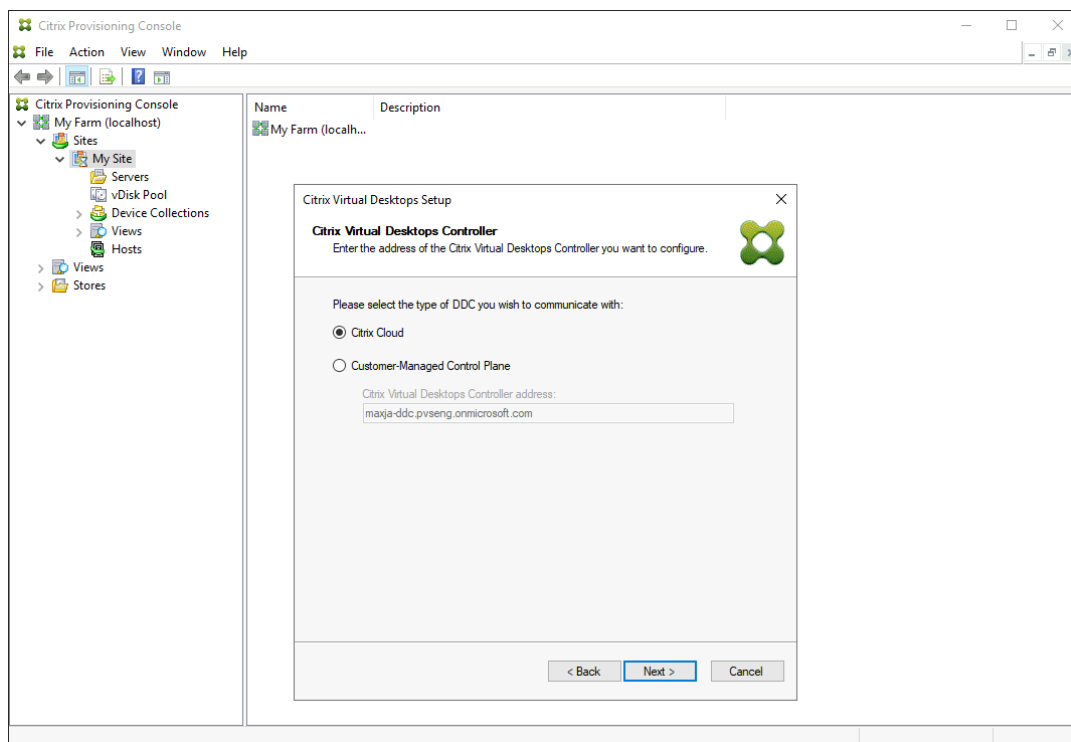 Citrix Provisioning Console
File Action View Window Help
Citrix Provisioning Console
My Farm (localhost)
Sites
My Site
Servers
vDisk Pool
Device Collections
Views
Hosts
Views
Stores
Name Description
My Farm (localh...
Citrix Virtual Desktops Setup
Citrix Virtual Desktops Controller
Enter the address of the Citrix Virtual Desktops Controller you want to configure.
Please select the type of DDC you wish to communicate with:
Citrix Cloud
Customer-Managed Control Plane
Citrix Virtual Desktops Controller address:
maxja-ddc.pvseng.onmicrosoft.com
< Back Next > Cancel